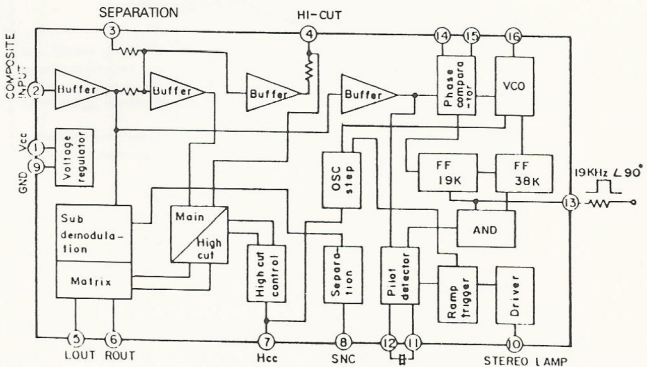 SEPARATION
HI-CUT
3
4
14
15
16
COMPOSITE
INPUT
2
Buffer
Buffer
Buffer
Buffer
Phase
compara
-tor
VCO
Vcc
1
GND
9
Voltage
regulator
OSC
step
FF
19K
FF
38K
19KHz ∠90°
13
AND
Sub
demodula-
tion
Matrix
Main
High
cut
High cut
control
Separa-
tion
Pilot
detector
Ramp
trigger
Driver
5
6
7
8
12
11
10
LOUT
ROUT
Hcc
SNC
STEREO LAMP